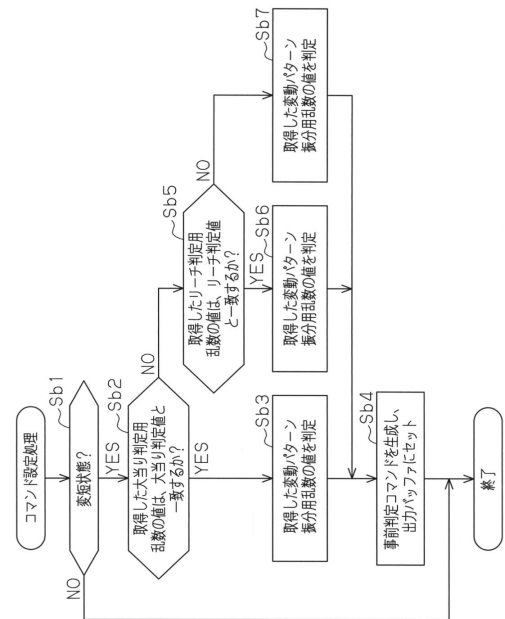 コマンド設定処理
Sb1
変短状態?
NO
YES
Sb2
取得した大当り判定用
乱数の値は、大当り判定値と
一致するか?
NO
YES
Sb5
取得したリーチ判定用
乱数の値は、リーチ判定値
と一致するか?
NO
YES
Sb3
取得した変動パターン
振分用乱数の値を判定
Sb6
取得した変動パターン
振分用乱数の値を判定
Sb7
取得した変動パターン
振分用乱数の値を判定
Sb4
事前判定コマンドを生成し、
出力バッファにセット
終了